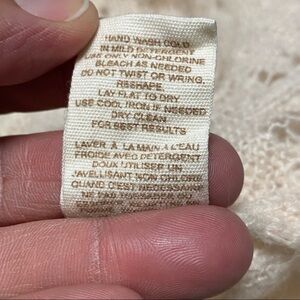 HAND WASH COLD
IN MILD DETERGENT
USE ONLY NON-CHLORINE
BLEACH AS NEEDED
DO NOT TWIST OR WRING,
RESHAPE,
LAY FLAT TO DRY
USE COOL IRON IF NEEDED
DRY CLEAN
FOR BEST RESULTS
LAVER À LA MAIN À L'EAU
FROIDE AVEC DETERGENT
DOUX UTILISER UN
JAVELLISANT NON CHLORE
QUAND C'EST NECESSAIRE